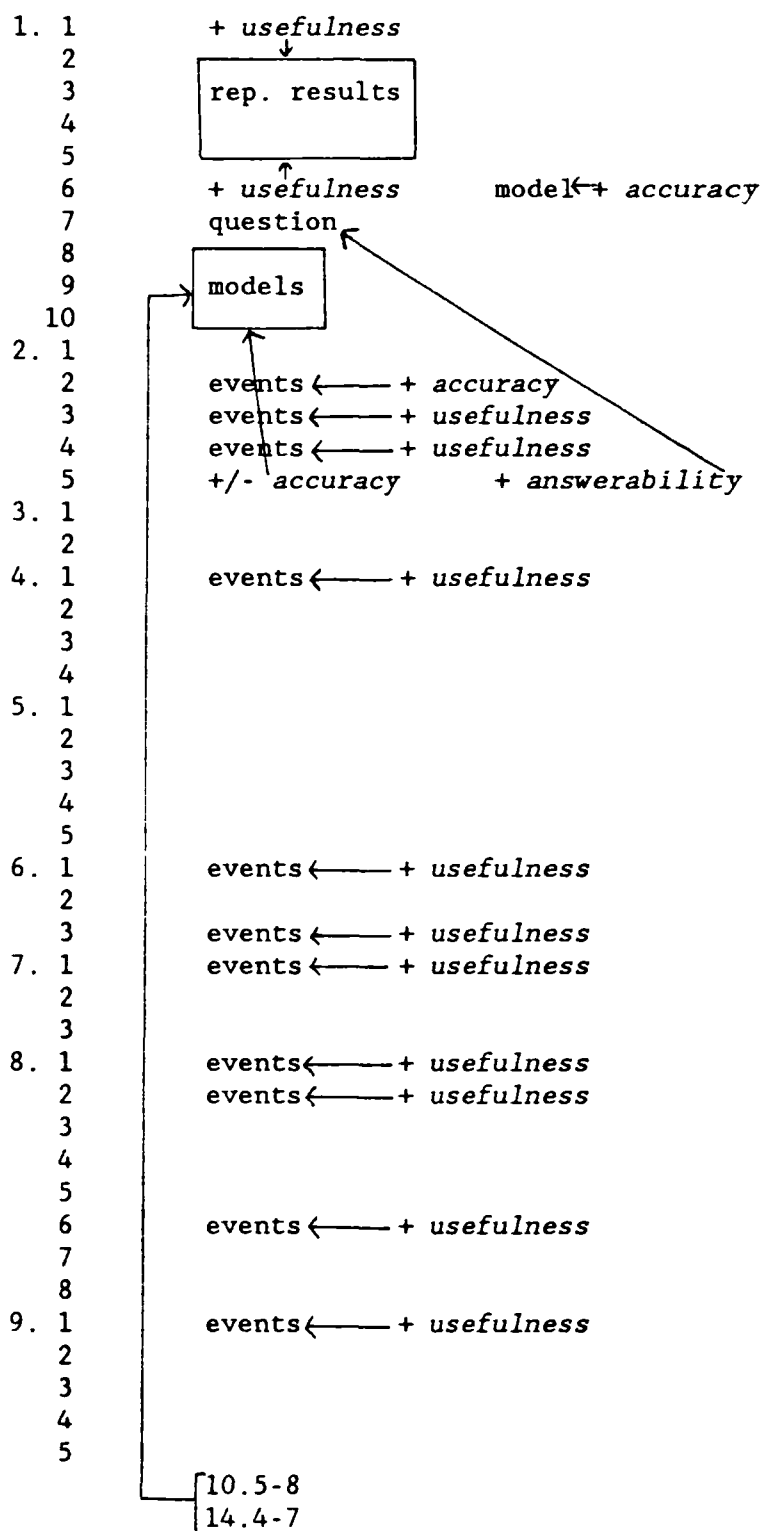 1. 1 + usefulness
2
3 rep. results
4
5
6 + usefulness model ← + accuracy
7 question
8
9 models
10
2. 1
2 events ← + accuracy
3 events ← + usefulness
4 events ← + usefulness
5 +/- accuracy + answerability
3. 1
2
4. 1 events ← + usefulness
2
3
4
5. 1
2
3
4
5
6. 1 events ← + usefulness
2
3 events ← + usefulness
7. 1 events ← + usefulness
2
3
8. 1 events ← + usefulness
2 events ← + usefulness
3
4
5
6 events ← + usefulness
7
8
9. 1 events ← + usefulness
2
3
4
5
10.5-8
14.4-7